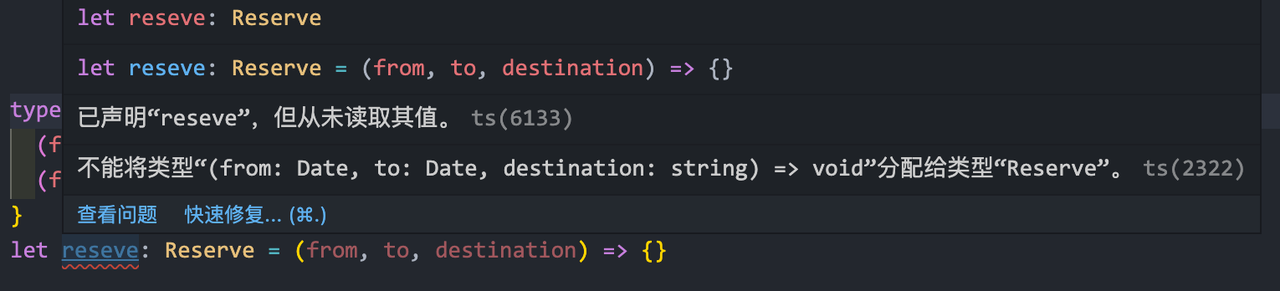 let reseve: Reserve
let reseve: Reserve = (from, to, destination) => {}
已声明“reseve”，但从未读取其值。 ts(6133)
type
不能将类型“(from: Date, to: Date, destination: string) => void”分配给类型“Reserve”。 ts(2322)
(f
(f
查看问题 快速修复... (⌘.)
}
let reseve: Reserve = (from, to, destination) => {}